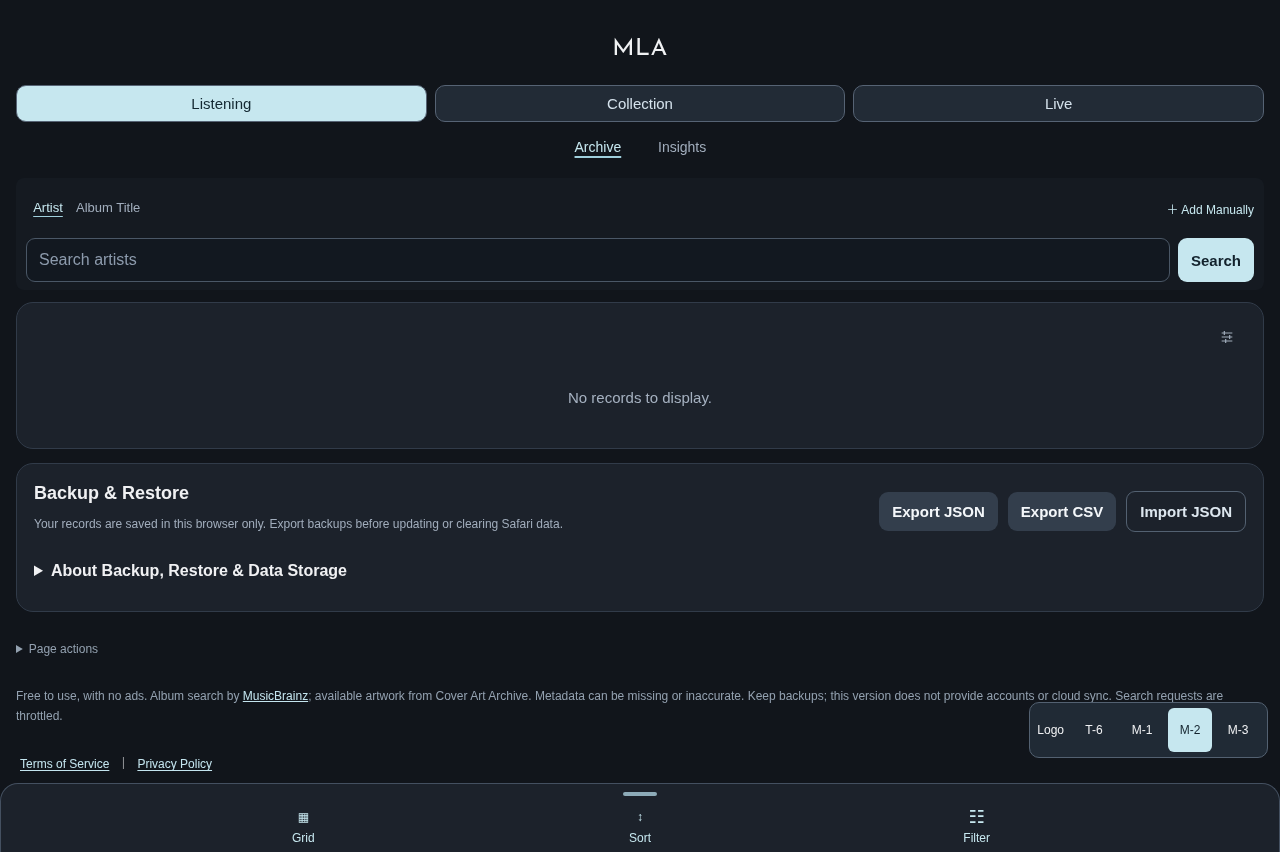 MLA
Listening
Collection
Live
Archive
Insights
Artist
Album Title
+ Add Manually
Search artists
Search
No records to display.
Backup & Restore
Your records are saved in this browser only. Export backups before updating or clearing Safari data.
Export JSON
Export CSV
Import JSON
About Backup, Restore & Data Storage
Page actions
Free to use, with no ads. Album search by MusicBrainz; available artwork from Cover Art Archive. Metadata can be missing or inaccurate. Keep backups; this version does not provide accounts or cloud sync. Search requests are
throttled.
Logo
T-6
M-1
M-2
M-3
Terms of Service
Privacy Policy
Grid
Sort
Filter